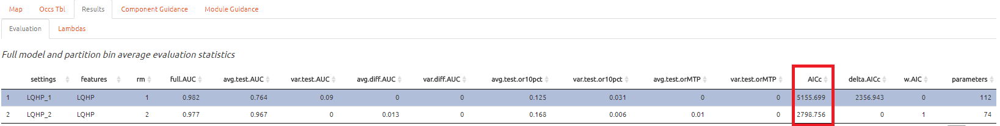 Map Occs Tbl Results Component Guidance Module Guidance
Evaluation Lambdas
Full model and partition bin average evaluation statistics
settings features rm full.AUC avg.test.AUC var.test.AUC avg.diff.AUC var.diff.AUC avg.test.or10pct var.test.or10pct avg.test.orMTP var.test.orMTP AICc delta.AICc w.AIC parameters
1 LQHP_1 LQHP 1 0.982 0.764 0.09 0 0 0.125 0.031 0 0 5155.699 2356.943 0 112
2 LQHP_2 LQHP 2 0.977 0.967 0 0.013 0 0.168 0.006 0.01 0 2798.756 0 1 74